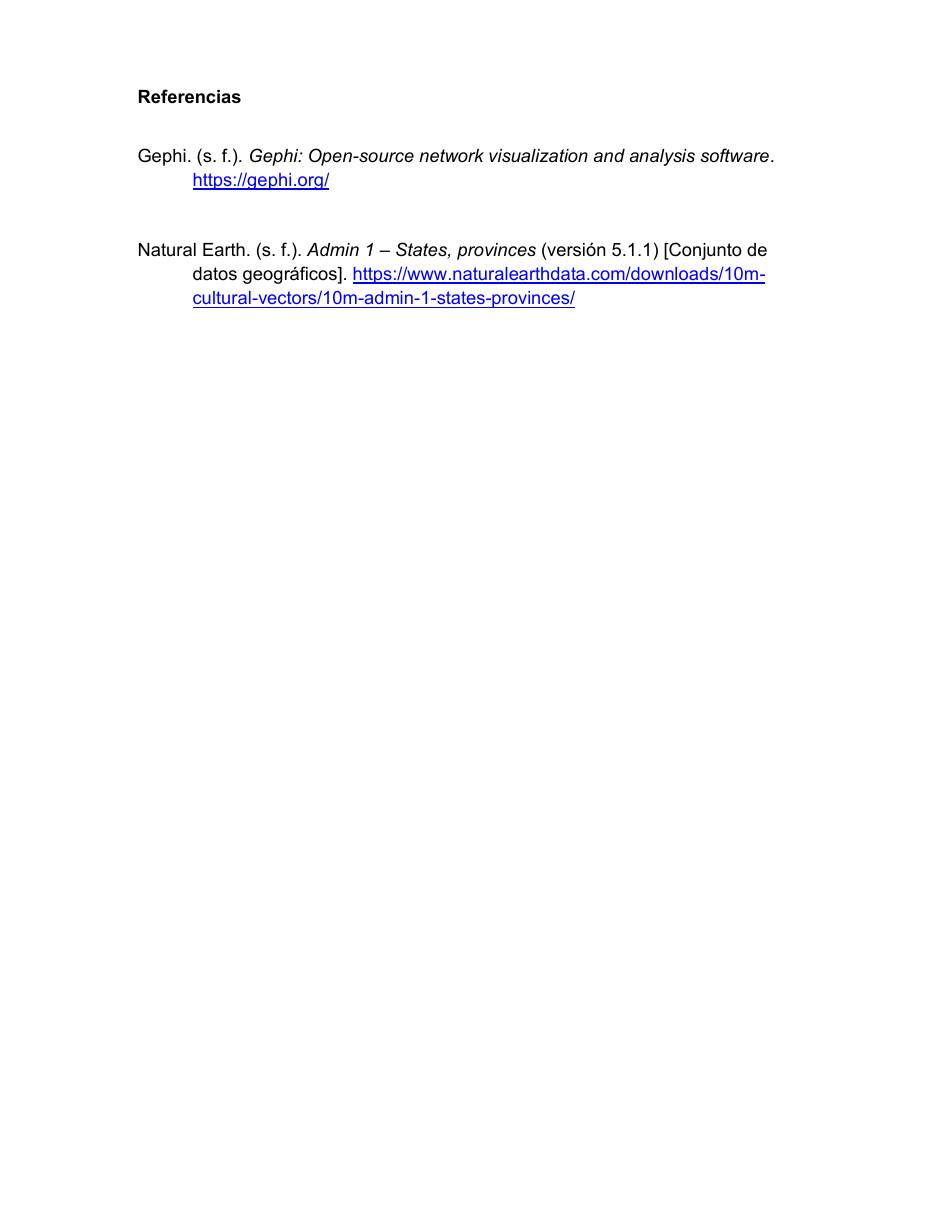 Referencias
Gephi. (s. f.). Gephi: Open-source network visualization and analysis software.
https://gephi.org/
Natural Earth. (s. f.). Admin 1 – States, provinces (versión 5.1.1) [Conjunto de
datos geográficos]. https://www.naturalearthdata.com/downloads/10m-
cultural-vectors/10m-admin-1-states-provinces/